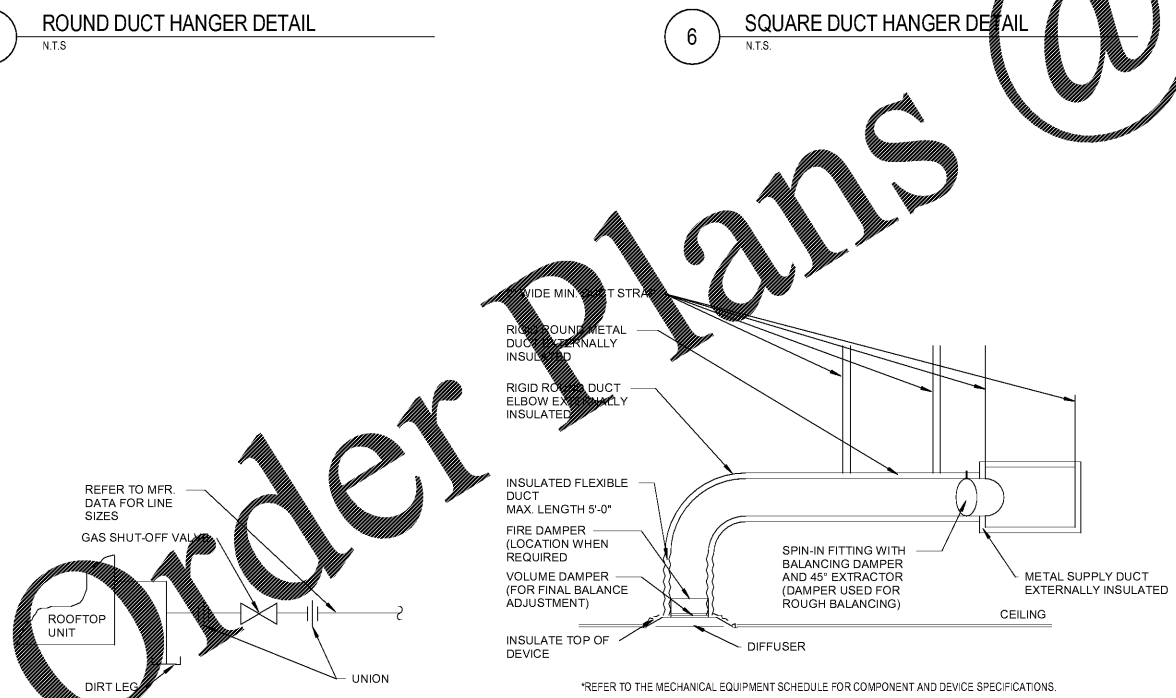 ROUND DUCT HANGER DETAIL
N.T.S
6
SQUARE DUCT HANGER DETAIL
N.T.S.
Order Plans @
WIDE MIN. DUCT STRAP
RIGID ROUND METAL
DUCT EXTERNALLY
INSULATED
RIGID ROUND DUCT
ELBOW EXTERNALLY
INSULATED
INSULATED FLEXIBLE
DUCT
MAX. LENGTH 5'-0"
FIRE DAMPER
(LOCATION WHEN
REQUIRED
VOLUME DAMPER
(FOR FINAL BALANCE
ADJUSTMENT)
INSULATE TOP OF
DEVICE
DIFFUSER
SPIN-IN FITTING WITH
BALANCING DAMPER
AND 45° EXTRACTOR
(DAMPER USED FOR
ROUGH BALANCING)
METAL SUPPLY DUCT
EXTERNALLY INSULATED
CEILING
*REFER TO THE MECHANICAL EQUIPMENT SCHEDULE FOR COMPONENT AND DEVICE SPECIFICATIONS.
REFER TO MFR.
DATA FOR LINE
SIZES
GAS SHUT-OFF VALVE
ROOFTOP
UNIT
UNION
DIRT LEG